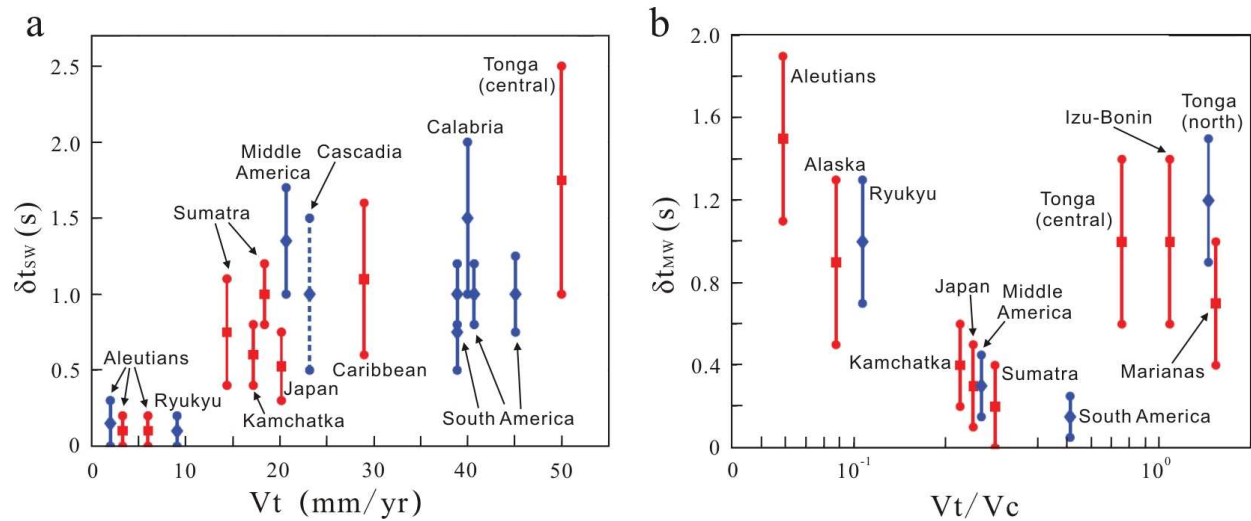 a
δtsw (s)
2.5
2.0
1.5
1.0
0.5
0
Tonga
(central)
Calabria
Middle
America
Cascadia
Sumatra
Aleutians
Ryukyu
Japan
Kamchatka
Caribbean
South America
0 10 20 30 40 50
Vt (mm/yr)
b
δtMW (s)
2.0
1.6
1.2
0.8
0.4
0
Aleutians
Alaska
Ryukyu
Izu-Bonin
Tonga
(north)
Tonga
(central)
Japan
Middle
America
Kamchatka
Sumatra
Marianas
South America
0 10⁻¹ 10⁰
Vt/Vc